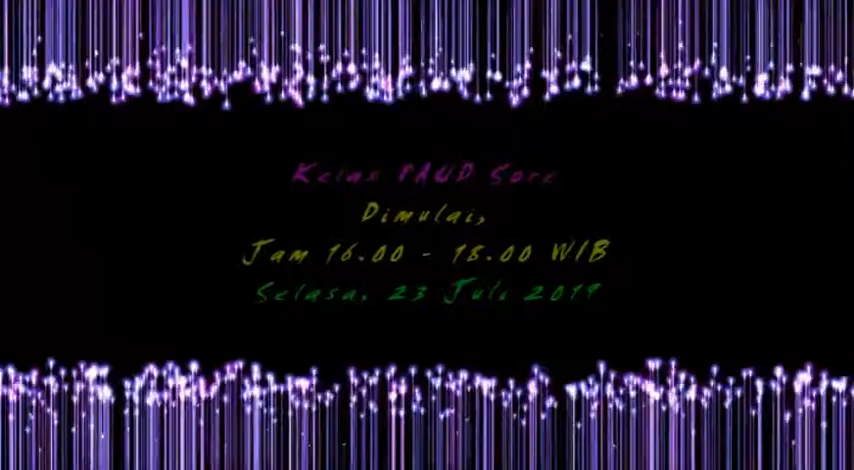 Kelas PAUD Sore
Dimulai,
Jam 16.00 - 18.00 WIB
Selasa, 23 Juli 2019